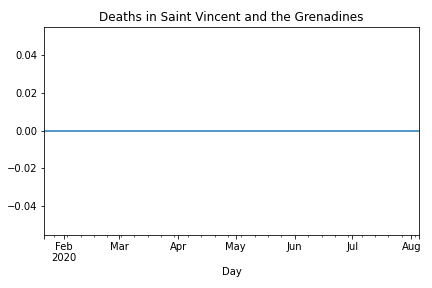 Deaths in Saint Vincent and the Grenadines
0.04
0.02
0.00
−0.02
−0.04
Feb Mar Apr May Jun Jul Aug
2020
Day